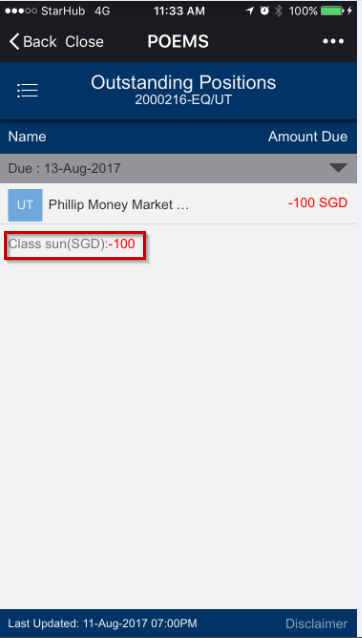 StarHub 4G 11:33 AM 100%
Back Close POEMS
Outstanding Positions
2000216-EQ/UT
Name Amount Due
Due : 13-Aug-2017
UT Phillip Money Market ... -100 SGD
Class sun(SGD):-100
Last Updated: 11-Aug-2017 07:00PM Disclaimer